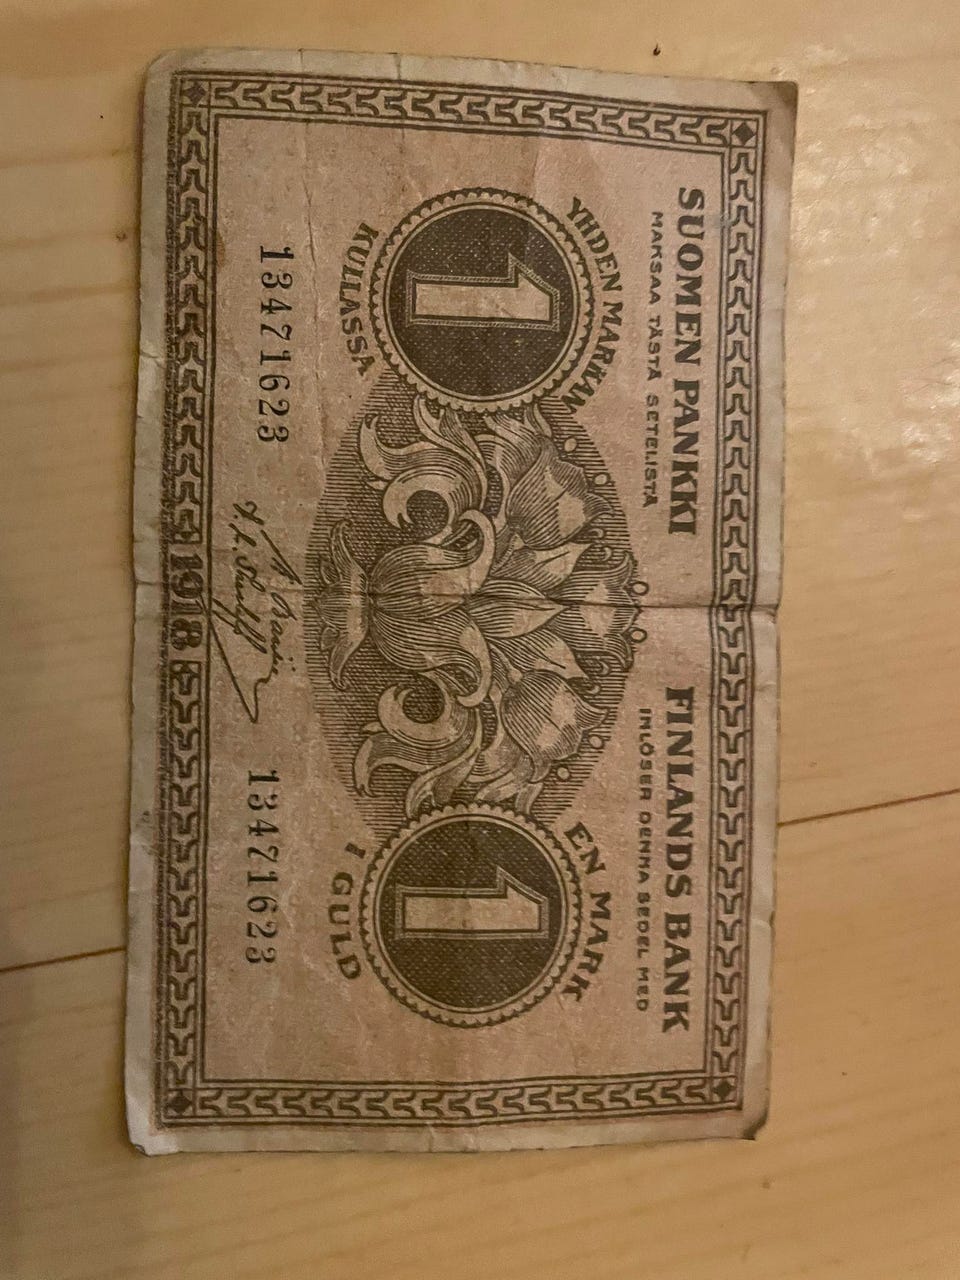 SUOMEN PANKKI
MAKSAA TÄSTÄ SETELISTÄ
FINLANDS BANK
INLÖSER DENNA SEDEL MED
YHDEN MARKAN
1
KULLASSA
EN MARK
1
I GULD
13471623
13471623
1918